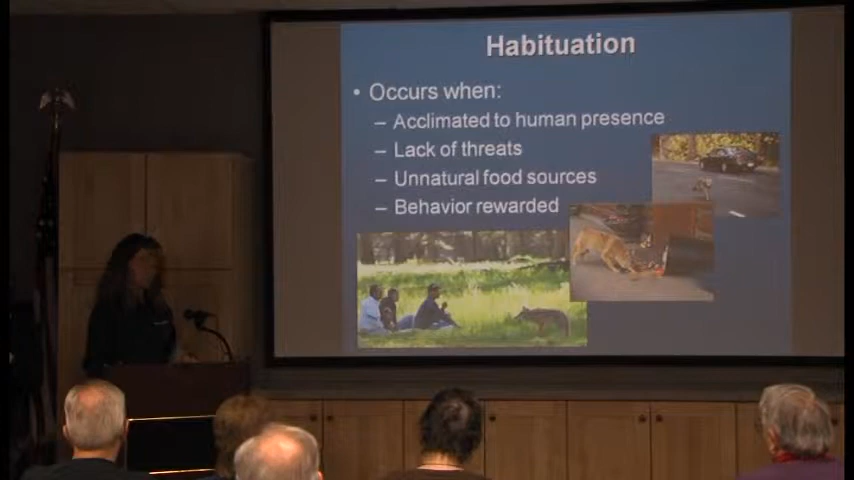 Habituation
• Occurs when:
– Acclimated to human presence
– Lack of threats
– Unnatural food sources
– Behavior rewarded